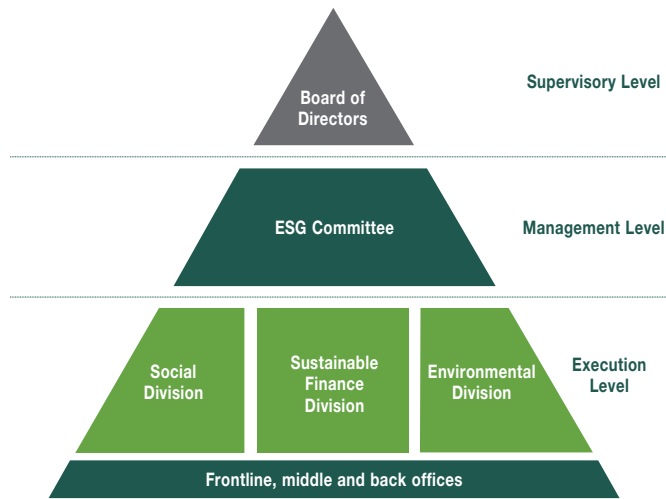 Board of
Directors
Supervisory Level
ESG Committee
Management Level
Social
Division
Sustainable
Finance
Division
Environmental
Division
Execution
Level
Frontline, middle and back offices